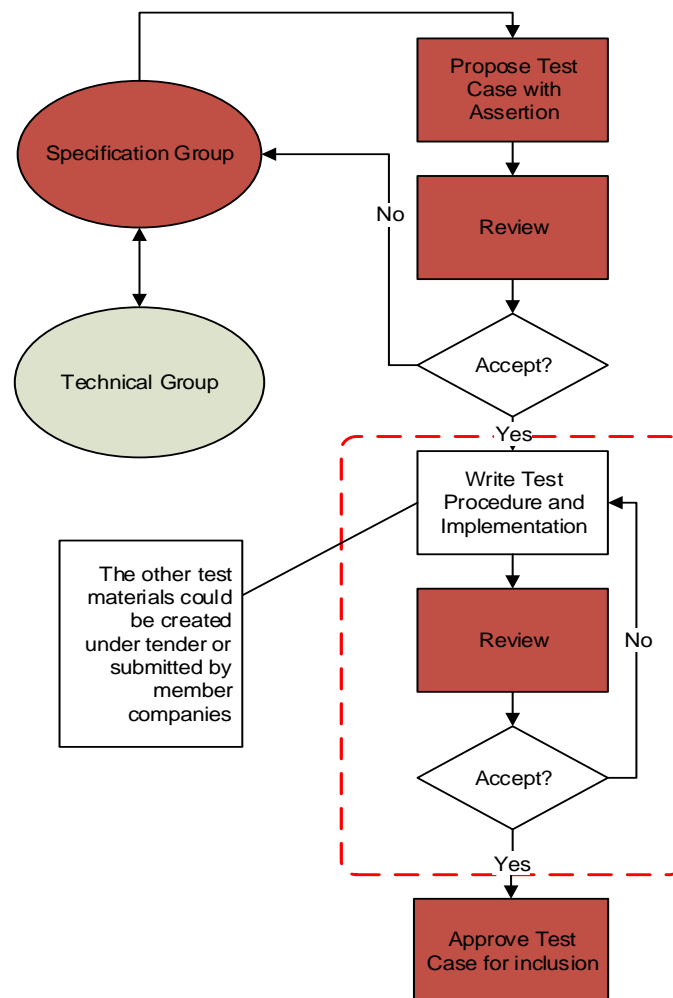 Propose Test
Case with
Assertion
Specification Group
No
Review
Technical Group
Accept?
Yes
Write Test
Procedure and
Implementation
The other test
materials could
be created
under tender or
submitted by
member
companies
Review
No
Accept?
Yes
Approve Test
Case for inclusion